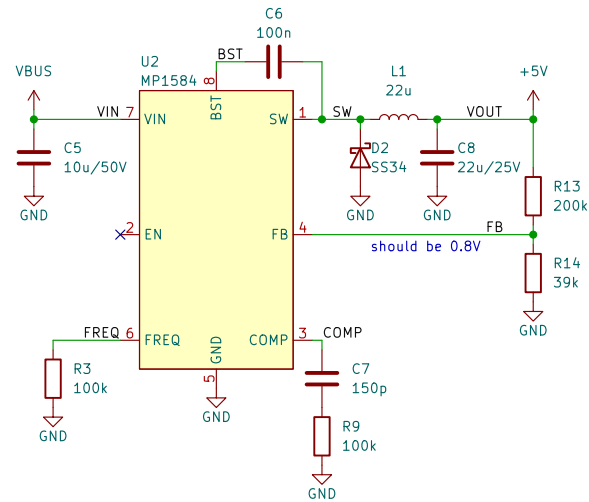 C6
100n
BST
U2
MP1584
VBUS
L1
22u
+5V
8
BST
VIN
7
VIN
SW
1
SW
VOUT
C5
10u/50V
D2
SS34
C8
22u/25V
R13
200k
GND
GND
GND
2
EN
FB
4
FB
should be 0.8V
R14
39k
GND
FREQ
6
FREQ
GND
COMP
3
COMP
R3
100k
5
C7
150p
GND
GND
R9
100k
GND